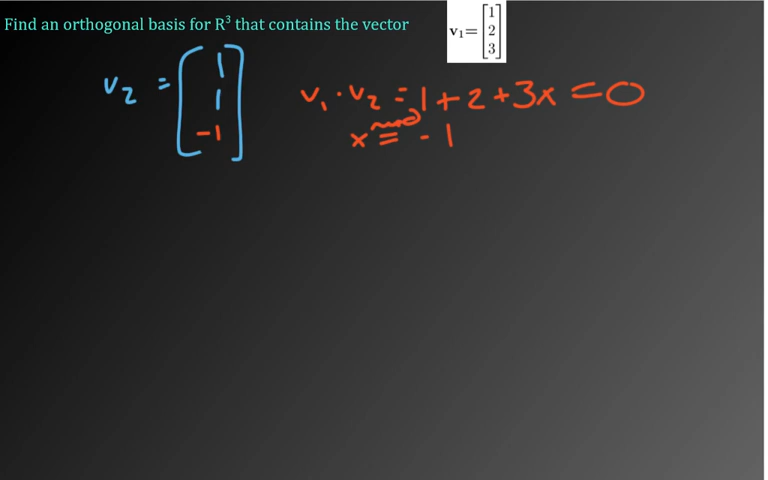 Find an orthogonal basis for R³ that contains the vector v₁= [1 2 3]
v₂ = [1 1 -1]
v₁ · v₂ = 1 + 2 + 3x = 0
x = -1